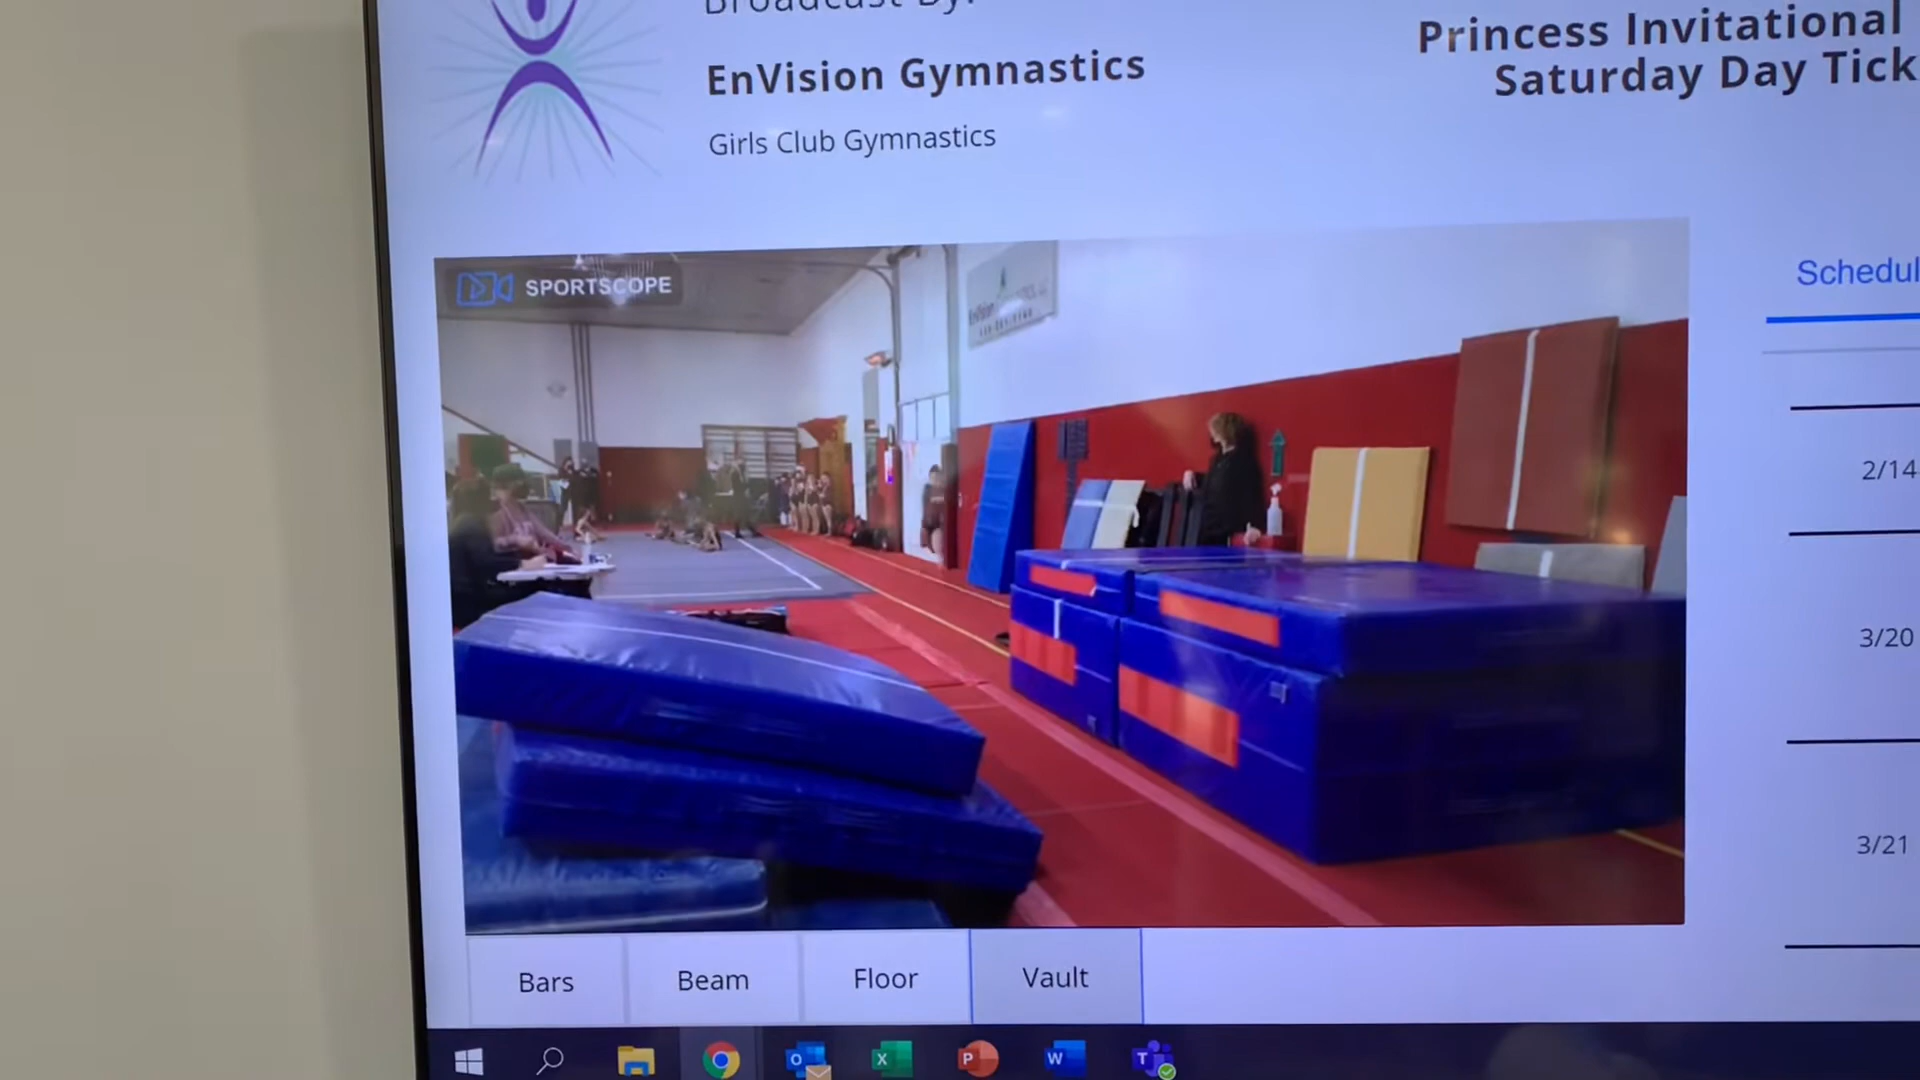 EnVision Gymnastics
Girls Club Gymnastics
Princess Invitational
Saturday Day Tick
SPORTSCOPE
EnVision
Schedul
2/14
3/20
3/21
Bars
Beam
Floor
Vault